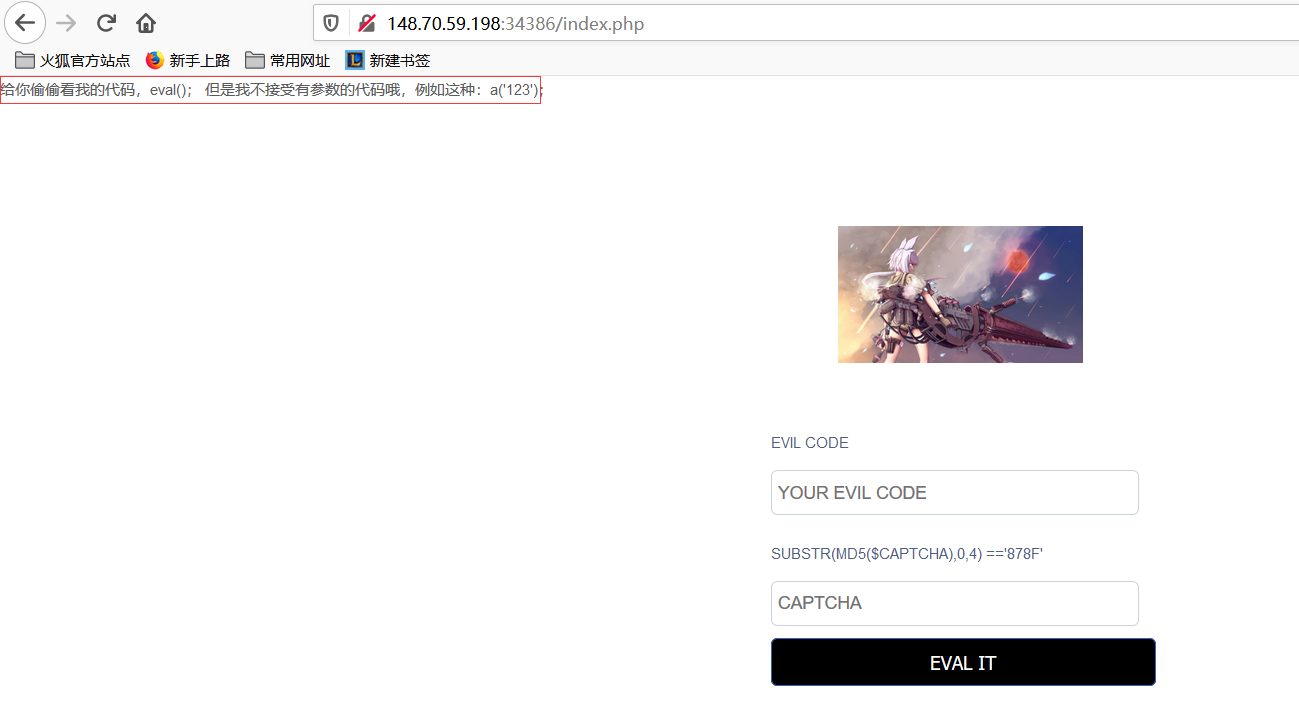 148.70.59.198:34386/index.php
火狐官方站点 新手上路 常用网址 新建书签
给你偷偷看我的代码，eval(); 但是我不接受有参数的代码哦，例如这种：a('123');
EVIL CODE
YOUR EVIL CODE
SUBSTR(MD5($CAPTCHA),0,4) =='878F'
CAPTCHA
EVAL IT